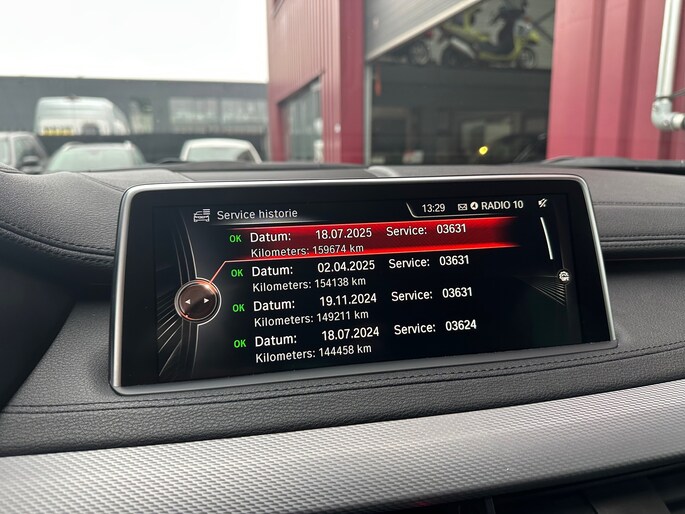 Service historie
13:29 RADIO 10
OK Datum: 18.07.2025 Service: 03631
Kilometers: 159674 km
OK Datum: 02.04.2025 Service: 03631
Kilometers: 154138 km
OK Datum: 19.11.2024 Service: 03631
Kilometers: 149211 km
OK Datum: 18.07.2024 Service: 03624
Kilometers: 144458 km